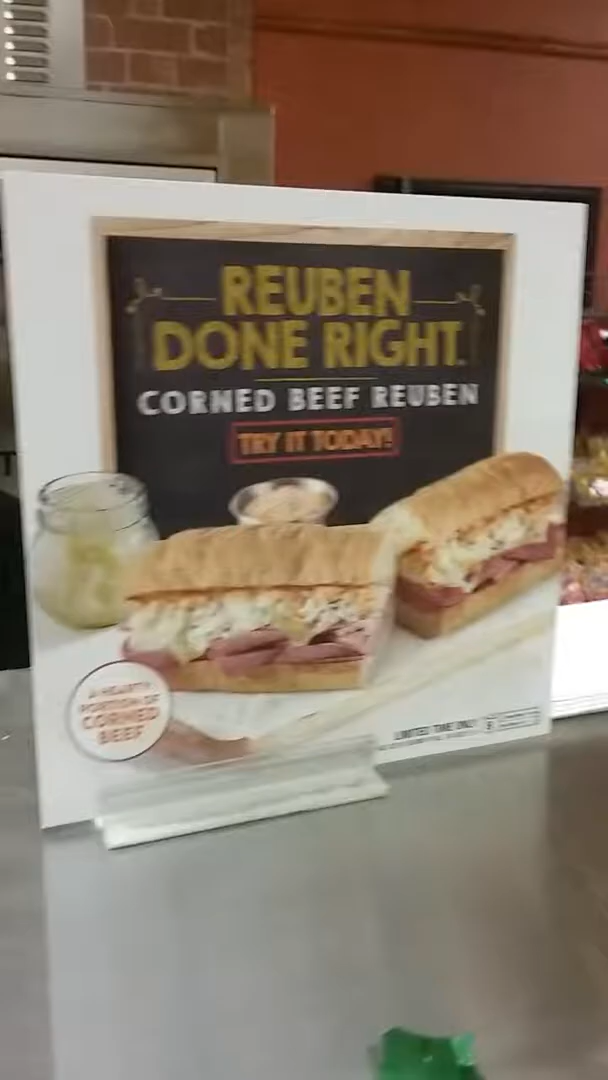 REUBEN
DONE RIGHT
CORNED BEEF REUBEN
TRY IT TODAY!
A HEARTY
PORTION OF
CORNED
BEEF
LIMITED TIME ONLY